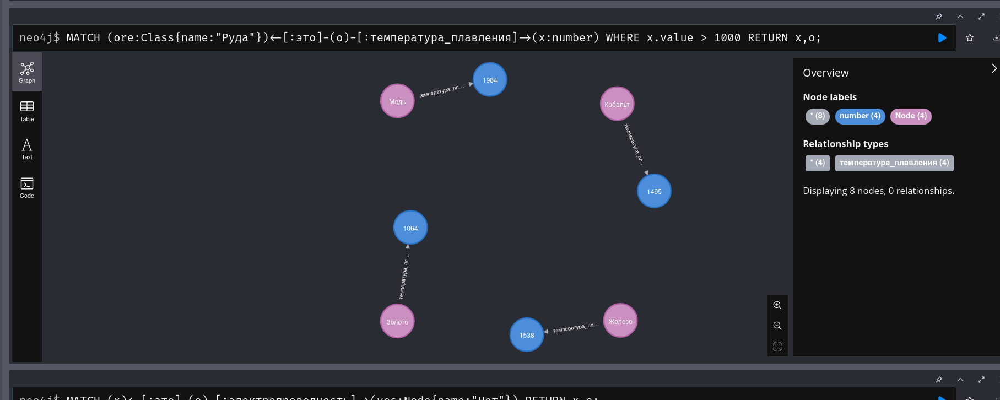 neo4j$ MATCH (ore:Class{name:"Руда"})<-[:это]-(o)-[:температура_плавления]->(x:number) WHERE x.value > 1000 RETURN x,o;
Graph
Table
Text
Code
Медь
температура_пл...
1984
Кобальт
температура_пл...
1495
1064
температура_пл...
Золото
1538
температура_пл...
Железо
Overview
Node labels
* (8) number (4) Node (4)
Relationship types
* (4) температура_плавления (4)
Displaying 8 nodes, 0 relationships.
neo4j$ MATCH (x)<-[:это]-(o)-[:электропроводность]->(yes:Node{name:"Нет"}) RETURN x,o;